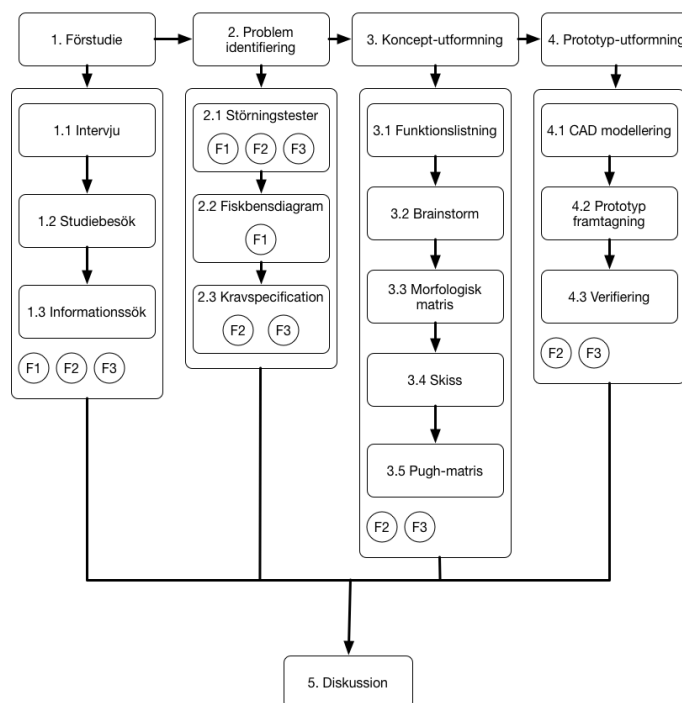 1. Förstudie
2. Problem
identifiering
3. Koncept-utformning
4. Prototyp-utformning
1.1 Intervju
1.2 Studiebesök
1.3 Informationssök
F1 F2 F3
2.1 Störningstester
F1 F2 F3
2.2 Fiskbensdiagram
F1
2.3 Kravspecification
F2 F3
3.1 Funktionslistning
3.2 Brainstorm
3.3 Morfologisk
matris
3.4 Skiss
3.5 Pugh-matris
F2 F3
4.1 CAD modellering
4.2 Prototyp
framtagning
4.3 Verifiering
F2 F3
5. Diskussion